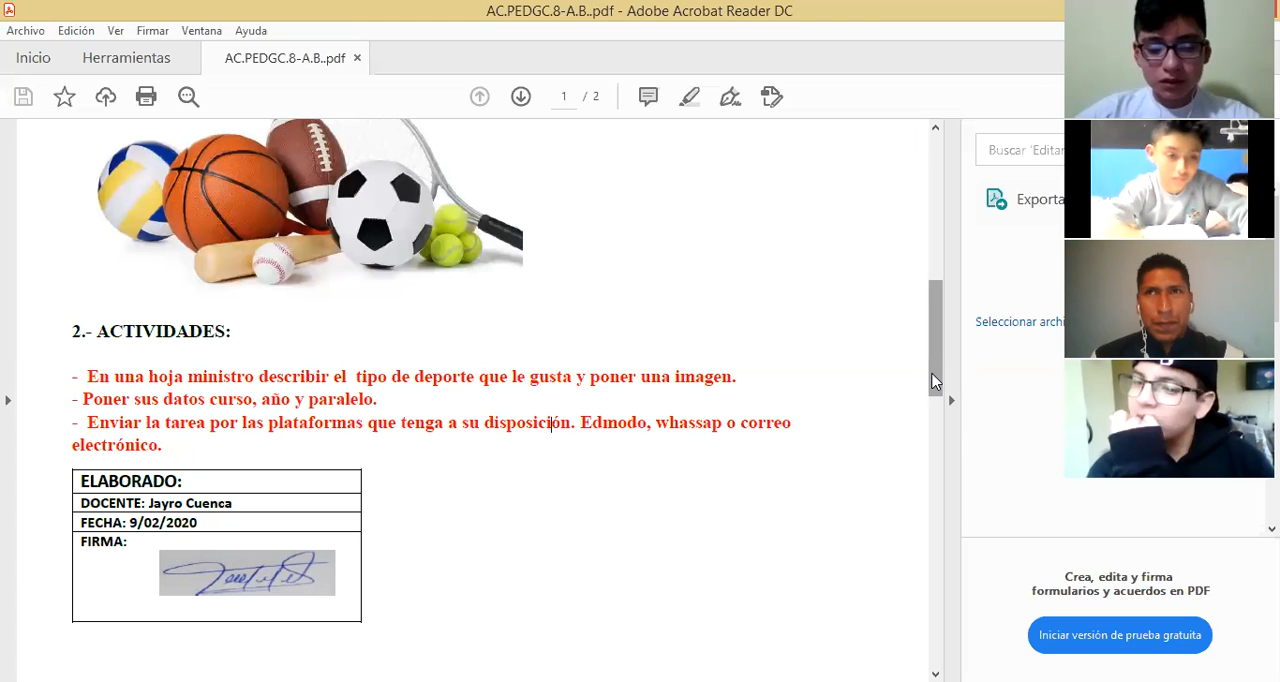 AC.PEDGC.8-A.B..pdf - Adobe Acrobat Reader DC
Archivo Edición Ver Firmar Ventana Ayuda
Inicio Herramientas AC.PEDGC.8-A.B..pdf ×
1 / 2
Buscar 'Editar
Exporta
Seleccionar archi
2.- ACTIVIDADES:
- En una hoja ministro describir el tipo de deporte que le gusta y poner una imagen.
- Poner sus datos curso, año y paralelo.
- Enviar la tarea por las plataformas que tenga a su disposición. Edmodo, whassap o correo
electrónico.
ELABORADO:
DOCENTE: Jayro Cuenca
FECHA: 9/02/2020
FIRMA:
Crea, edita y firma
formularios y acuerdos en PDF
Iniciar versión de prueba gratuita